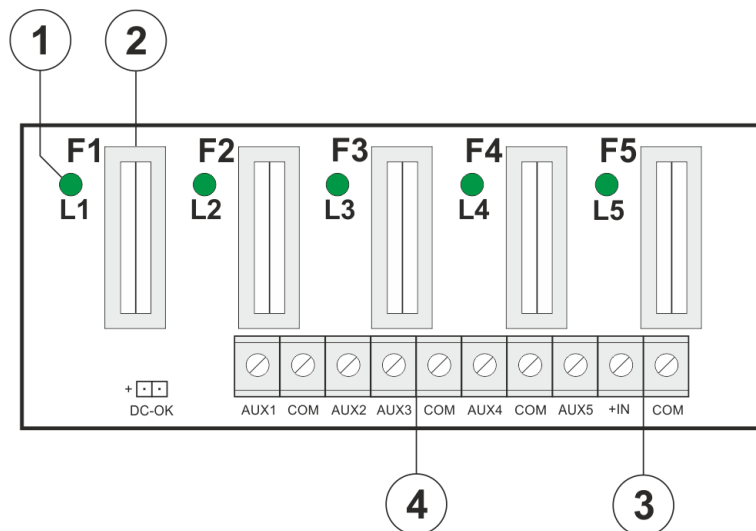 1 2
F1 F2 F3 F4 F5
L1 L2 L3 L4 L5
+
DC-OK AUX1 COM AUX2 AUX3 COM AUX4 COM AUX5 +IN COM
4 3